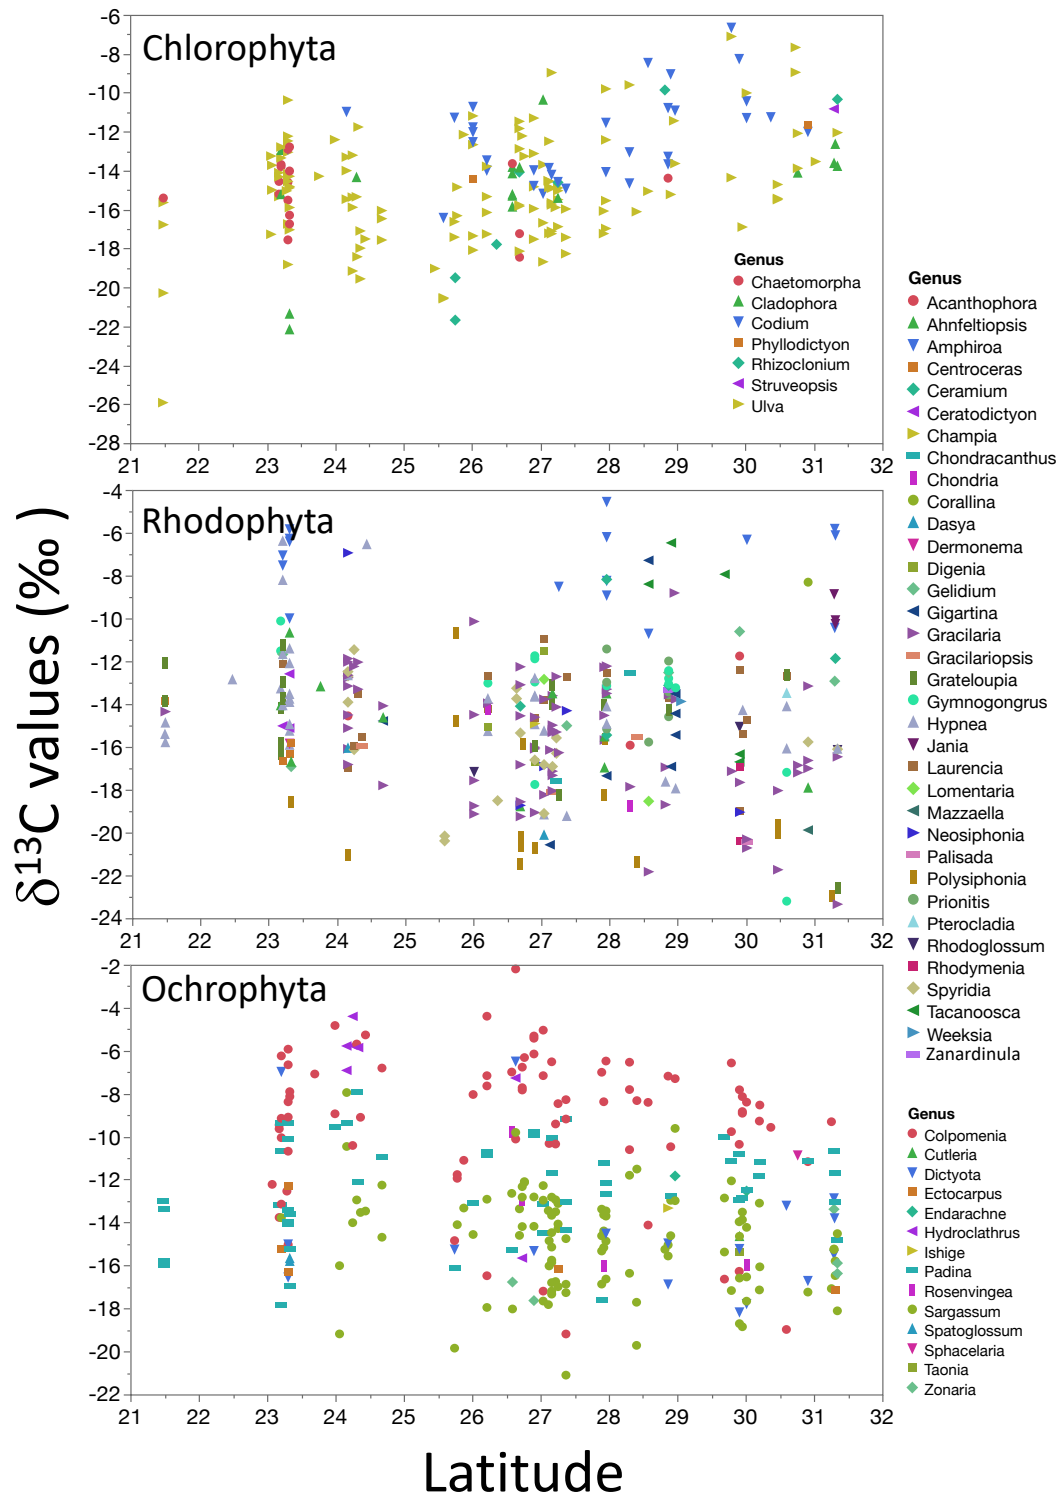 Chlorophyta
-6
-8
-10
-12
-14
-16
-18
-20
-22
-24
-26
-28
21 22 23 24 25 26 27 28 29 30 31 32
Genus
Chaetomorpha
Cladophora
Codium
Phyllodictyon
Rhizoclonium
Struveopsis
Ulva
Rhodophyta
-4
-6
-8
-10
-12
-14
-16
-18
-20
-22
-24
21 22 23 24 25 26 27 28 29 30 31 32
Genus
Acanthophora
Ahnfeltiopsis
Amphiroa
Centroceras
Ceramium
Ceratodictyon
Champia
Chondracanthus
Chondria
Corallina
Dasya
Dermonema
Digenia
Gelidium
Gigartina
Gracilaria
Gracilariopsis
Grateloupia
Gymnogongrus
Hypnea
Jania
Laurencia
Lomentaria
Mazzaella
Neosiphonia
Palisada
Polysiphonia
Prionitis
Pterocladia
Rhodoglossum
Rhodymenia
Spyridia
Tacanoosca
Weeksia
Zanardinula
Ochrophyta
-2
-4
-6
-8
-10
-12
-14
-16
-18
-20
-22
21 22 23 24 25 26 27 28 29 30 31 32
Genus
Colpomenia
Cutleria
Dictyota
Ectocarpus
Endarachne
Hydroclathrus
Ishige
Padina
Rosenvingea
Sargassum
Spatoglossum
Sphacelaria
Taonia
Zonaria
δ13C values (‰ )
Latitude